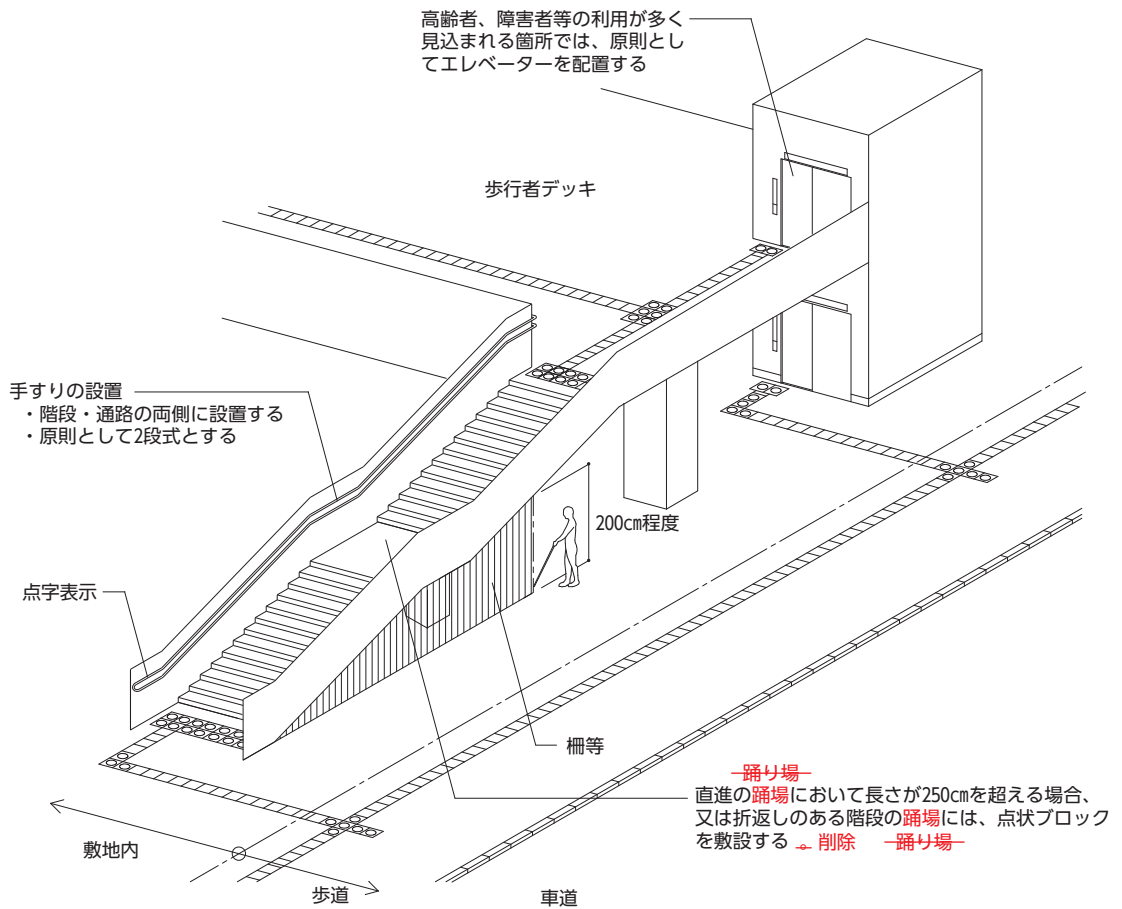 高齢者、障害者等の利用が多く
見込まれる箇所では、原則とし
てエレベーターを配置する
歩行者デッキ
手すりの設置
・階段・通路の両側に設置する
・原則として2段式とする
200㎝程度
点字表示
柵等
踊り場
直進の踊場において長さが250㎝を超える場合、
又は折返しのある階段の踊場には、点状ブロック
を敷設する 。 削除 踊り場
敷地内
歩道
車道